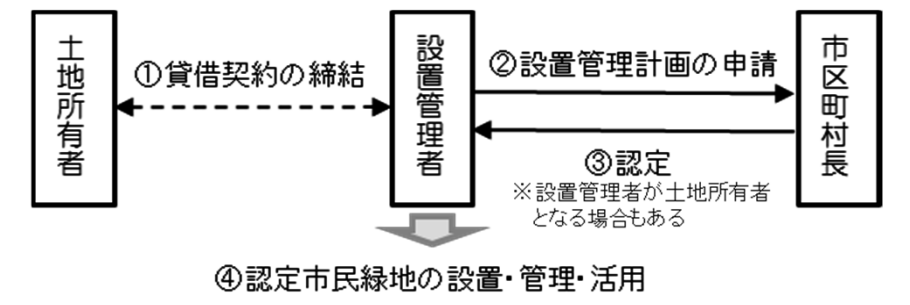 土地所有者
①貸借契約の締結
設置管理者
②設置管理計画の申請
市区町村長
③認定
※設置管理者が土地所有者
となる場合もある
④認定市民緑地の設置・管理・活用